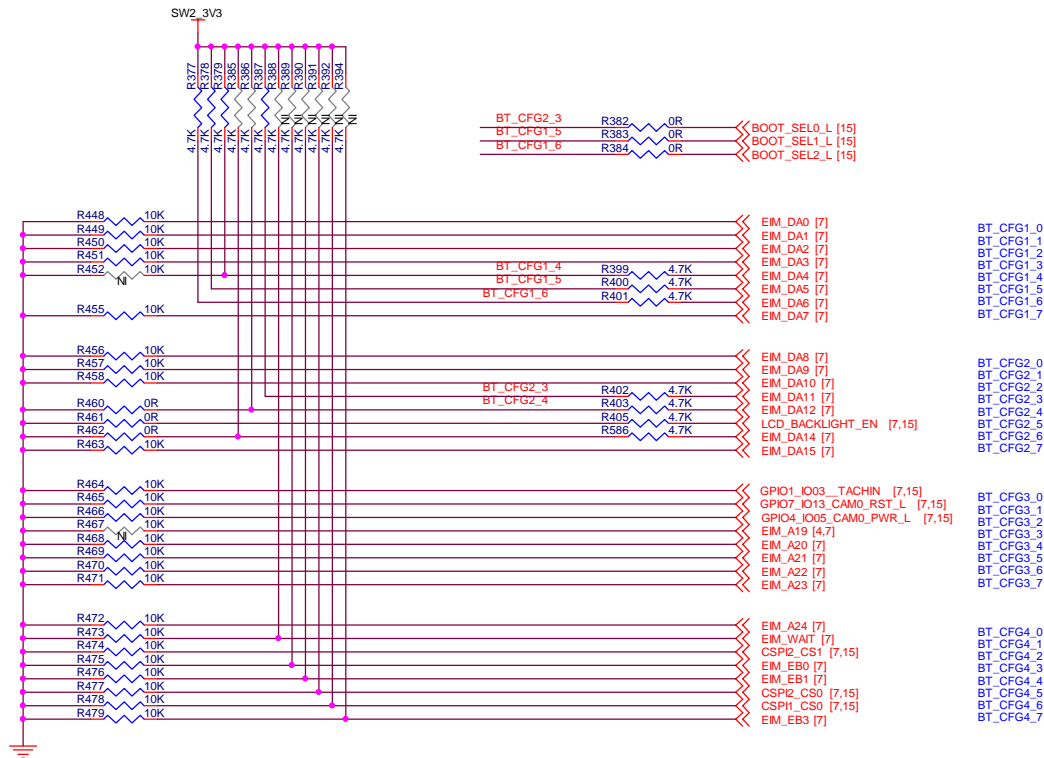 SW2_3V3
R377 R378 R379 R385 R386 R387 R388 R389 R390 R391 R392 R394
NI NI NI NI NI NI
4.7K 4.7K 4.7K 4.7K 4.7K 4.7K 4.7K 4.7K 4.7K 4.7K 4.7K
BT_CFG2_3 R382 0R BOOT_SEL0_L [15]
BT_CFG1_5 R383 0R BOOT_SEL1_L [15]
BT_CFG1_6 R384 0R BOOT_SEL2_L [15]
R448 10K EIM_DA0 [7] BT_CFG1_0
R449 10K EIM_DA1 [7] BT_CFG1_1
R450 10K EIM_DA2 [7] BT_CFG1_2
R451 10K EIM_DA3 [7] BT_CFG1_3
R452 10K NI BT_CFG1_4 R399 4.7K EIM_DA4 [7] BT_CFG1_4
BT_CFG1_5 R400 4.7K EIM_DA5 [7] BT_CFG1_5
BT_CFG1_6 R401 4.7K EIM_DA6 [7] BT_CFG1_6
R455 10K EIM_DA7 [7] BT_CFG1_7
R456 10K EIM_DA8 [7] BT_CFG2_0
R457 10K EIM_DA9 [7] BT_CFG2_1
R458 10K EIM_DA10 [7] BT_CFG2_2
BT_CFG2_3 R402 4.7K EIM_DA11 [7] BT_CFG2_3
R460 0R BT_CFG2_4 R403 4.7K EIM_DA12 [7] BT_CFG2_4
R461 0R R405 4.7K LCD_BACKLIGHT_EN [7,15] BT_CFG2_5
R462 0R R586 4.7K EIM_DA14 [7] BT_CFG2_6
R463 10K EIM_DA15 [7] BT_CFG2_7
R464 10K GPIO1_IO03__TACHIN [7,15] BT_CFG3_0
R465 10K GPIO7_IO13_CAM0_RST_L [7,15] BT_CFG3_1
R466 10K GPIO4_IO05_CAM0_PWR_L [7,15] BT_CFG3_2
R467 10K NI EIM_A19 [4,7] BT_CFG3_3
R468 10K EIM_A20 [7] BT_CFG3_4
R469 10K EIM_A21 [7] BT_CFG3_5
R470 10K EIM_A22 [7] BT_CFG3_6
R471 10K EIM_A23 [7] BT_CFG3_7
R472 10K EIM_A24 [7] BT_CFG4_0
R473 10K EIM_WAIT [7] BT_CFG4_1
R474 10K CSPI2_CS1 [7,15] BT_CFG4_2
R475 10K EIM_EB0 [7] BT_CFG4_3
R476 10K EIM_EB1 [7] BT_CFG4_4
R477 10K CSPI2_CS0 [7,15] BT_CFG4_5
R478 10K CSPI1_CS0 [7,15] BT_CFG4_6
R479 10K EIM_EB3 [7] BT_CFG4_7